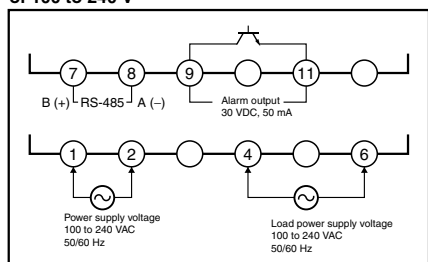 of 100 to 240 V
7 8 9 11
B (+) RS-485 A (−)
Alarm output
30 VDC, 50 mA
1 2 4 6
Power supply voltage
100 to 240 VAC
50/60 Hz
Load power supply voltage
100 to 240 VAC
50/60 Hz